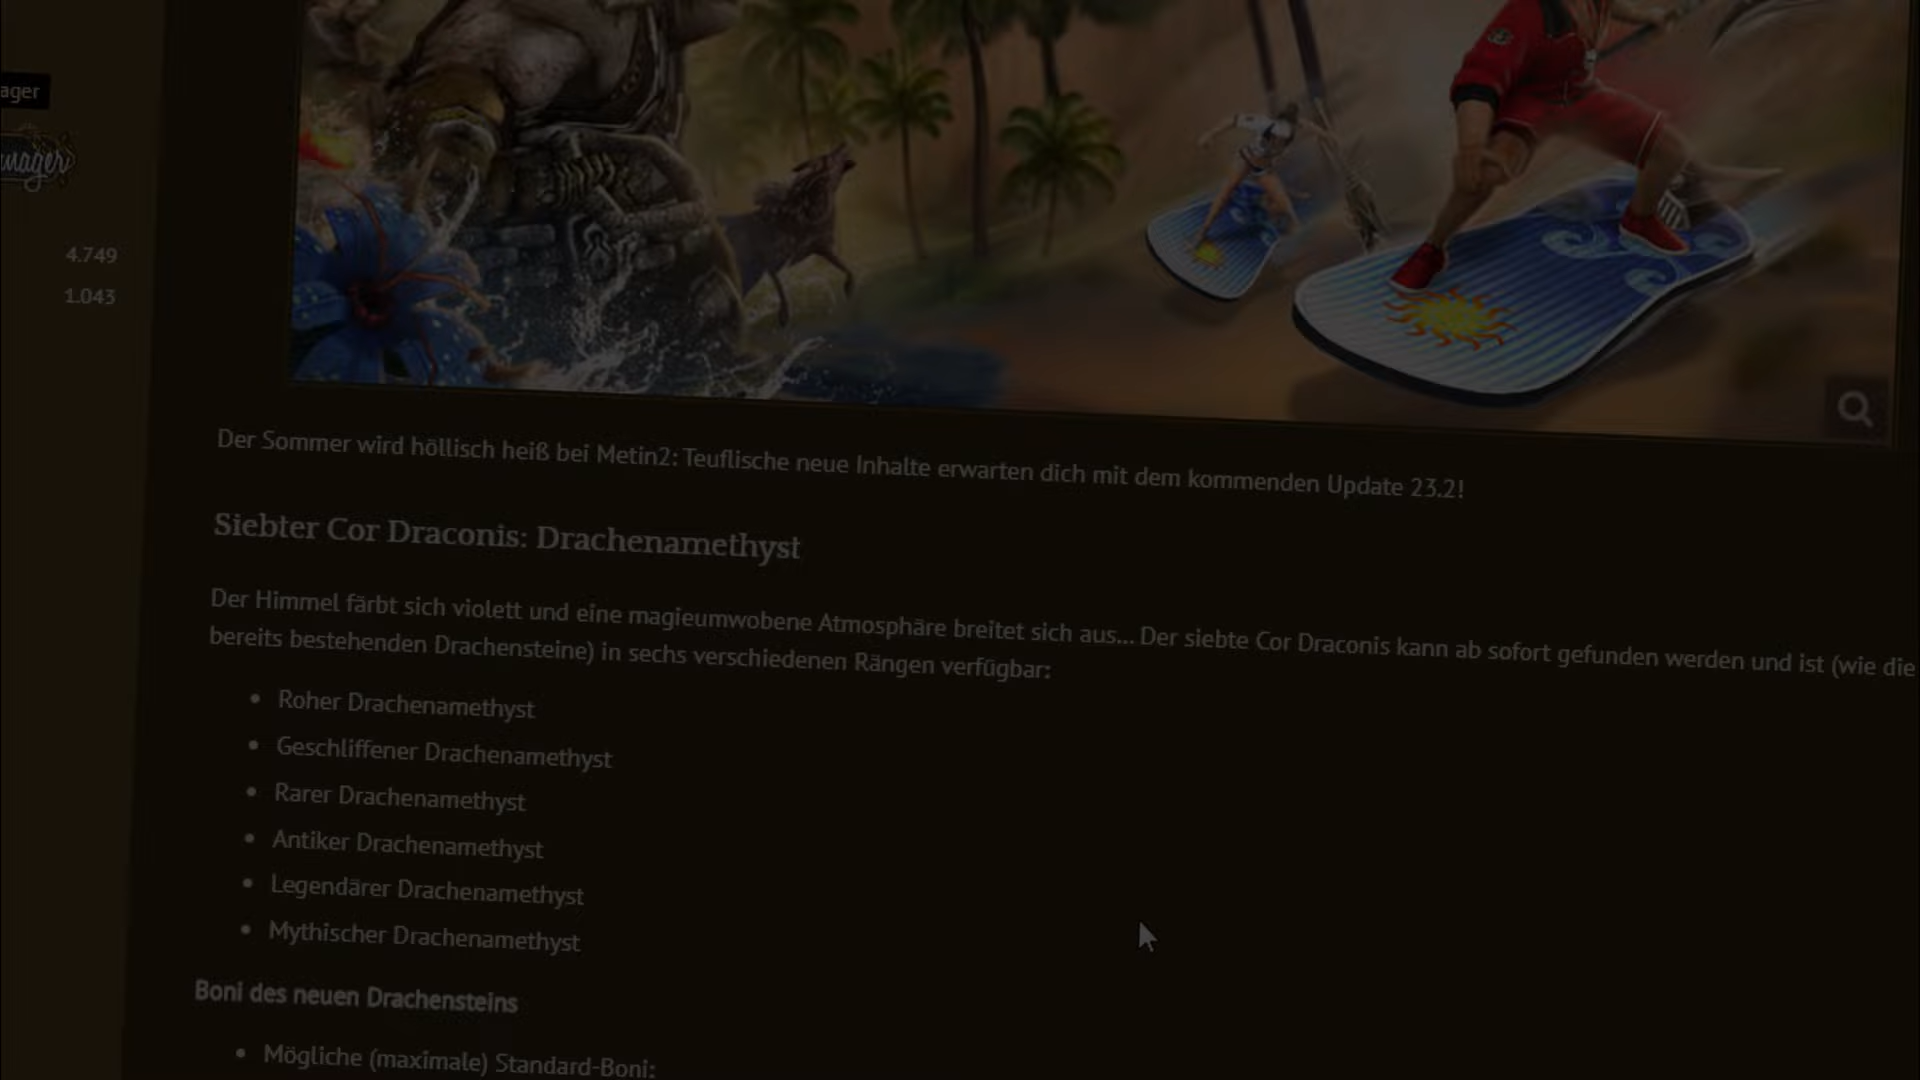 ager
nager
4.749
1.043
Der Sommer wird höllisch heiß bei Metin2: Teuflische neue Inhalte erwarten dich mit dem kommenden Update 23.2!
Siebter Cor Draconis: Drachenamethyst
Der Himmel färbt sich violett und eine magieumwobene Atmosphäre breitet sich aus... Der siebte Cor Draconis kann ab sofort gefunden werden und ist (wie die
bereits bestehenden Drachensteine) in sechs verschiedenen Rängen verfügbar:
• Roher Drachenamethyst
• Geschliffener Drachenamethyst
• Rarer Drachenamethyst
• Antiker Drachenamethyst
• Legendärer Drachenamethyst
• Mythischer Drachenamethyst
Boni des neuen Drachensteins
• Mögliche (maximale) Standard-Boni: